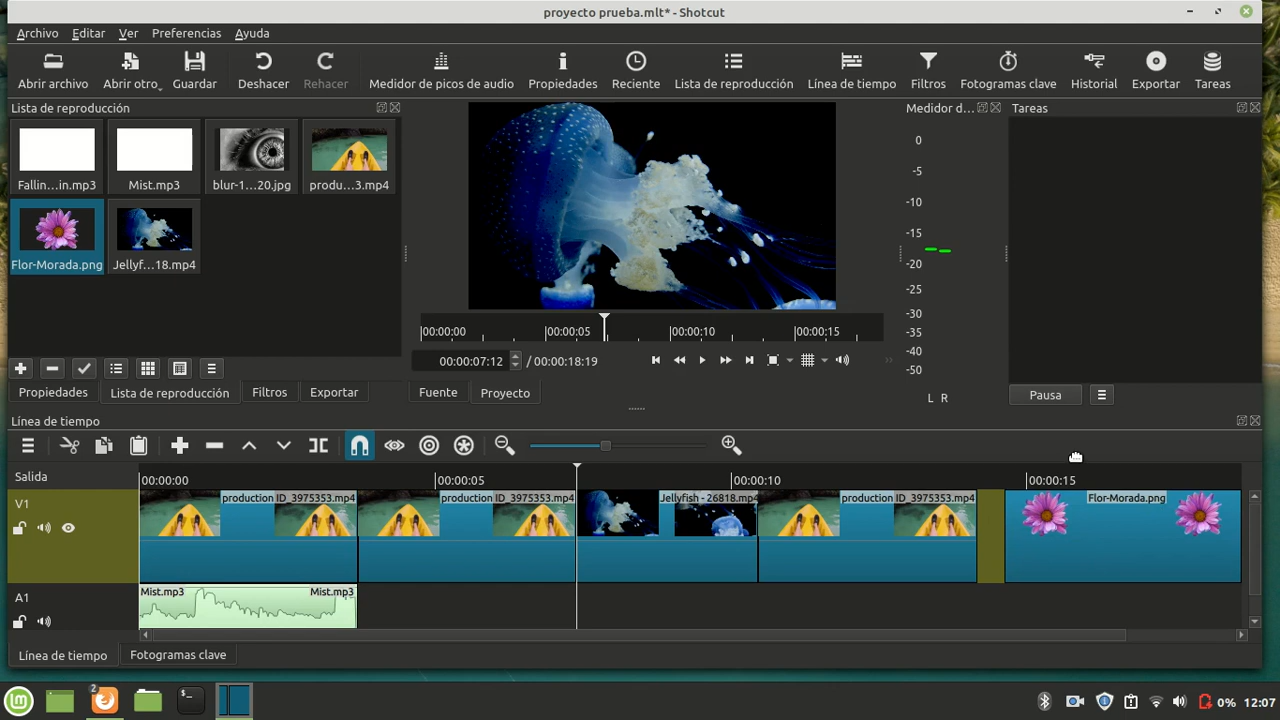 proyecto prueba.mlt* - Shotcut
Archivo Editar Ver Preferencias Ayuda
Abrir archivo Abrir otro Guardar Deshacer Rehacer Medidor de picos de audio Propiedades Reciente Lista de reproducción Línea de tiempo Filtros Fotogramas clave Historial Exportar Tareas
Lista de reproducción
Medidor d...
Tareas
Fallin...in.mp3 Mist.mp3 blur-1...20.jpg produ...3.mp4
Flor-Morada.png Jellyf...18.mp4
0
-5
-10
-15
-20
-25
-30
-35
-40
-50
L R
00:00:00 00:00:05 00:00:10 00:00:15
00:00:07:12 / 00:00:18:19
Propiedades Lista de reproducción Filtros Exportar
Fuente Proyecto
Pausa
Línea de tiempo
Salida
00:00:00 00:00:05 00:00:10 00:00:15
V1
production ID_3975353.mp4 production ID_3975353.mp4 Jellyfish - 26818.mp4 production ID_3975353.mp4 Flor-Morada.png
A1
Mist.mp3 Mist.mp3
Línea de tiempo Fotogramas clave
2
0% 12:07